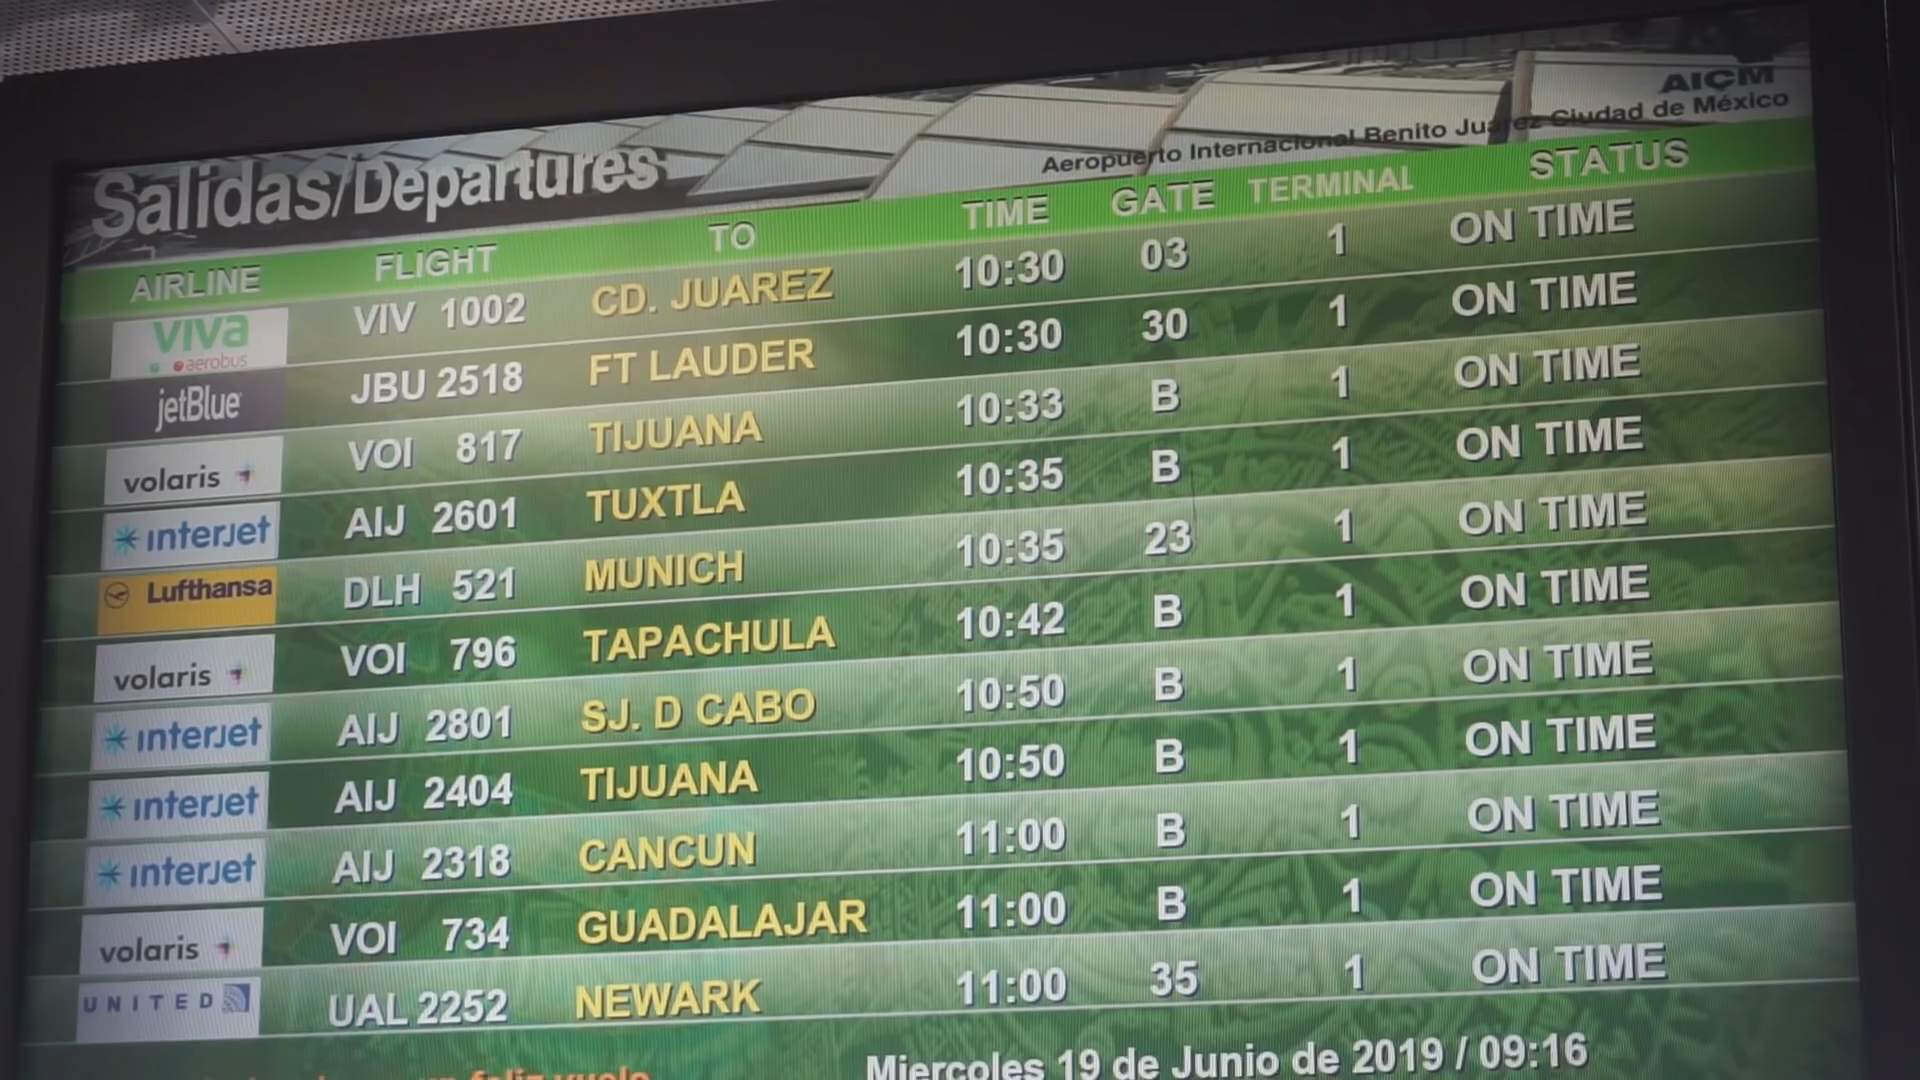 AICM
Aeropuerto Internacional Benito Juarez Ciudad de México
Salidas/Departures
AIRLINE FLIGHT TO TIME GATE TERMINAL STATUS
viva aerobus VIV 1002 CD. JUAREZ 10:30 03 1 ON TIME
jetBlue JBU 2518 FT LAUDER 10:30 30 1 ON TIME
volaris VOI 817 TIJUANA 10:33 B 1 ON TIME
interjet AIJ 2601 TUXTLA 10:35 B 1 ON TIME
Lufthansa DLH 521 MUNICH 10:35 23 1 ON TIME
volaris VOI 796 TAPACHULA 10:42 B 1 ON TIME
interjet AIJ 2801 SJ. D CABO 10:50 B 1 ON TIME
interjet AIJ 2404 TIJUANA 10:50 B 1 ON TIME
interjet AIJ 2318 CANCUN 11:00 B 1 ON TIME
volaris VOI 734 GUADALAJAR 11:00 B 1 ON TIME
UNITED UAL 2252 NEWARK 11:00 35 1 ON TIME
feliz vuelo
Miercoles 19 de Junio de 2019 / 09:16